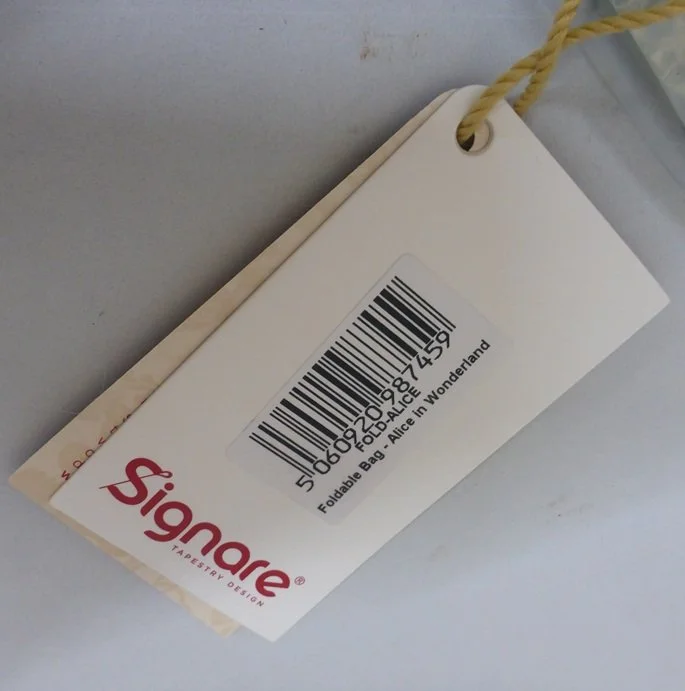 5 060920 987459
FOLD-ALICE
Foldable Bag - Alice in Wonderland
Signare®
TAPESTRY DESIGN